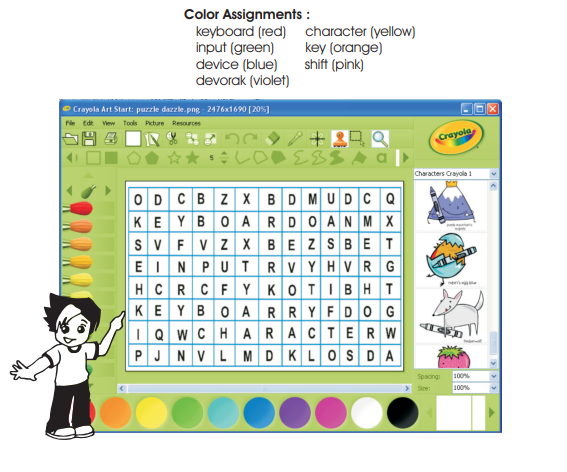 Color Assignments :
keyboard (red) character (yellow)
input (green) key (orange)
device (blue) shift (pink)
devorak (violet)
Crayola Art Start: puzzle dazzle.png - 2476x1690 [20%]
File Edit View Tools Picture Resources
Crayola
5
a
Characters Crayola 1
O D C B Z X B D M U D C Q
K E Y B O A R D O A N M X
S V F V Z X B E Z S B E T
E I N P U T R V Y H V R G
H C R C F Y K O T I B H T
K E Y B O A R R Y F D O G
I Q W C H A R A C T E R W
P J N V L M D K L O S D A
Spacing: 100%
Size: 100%